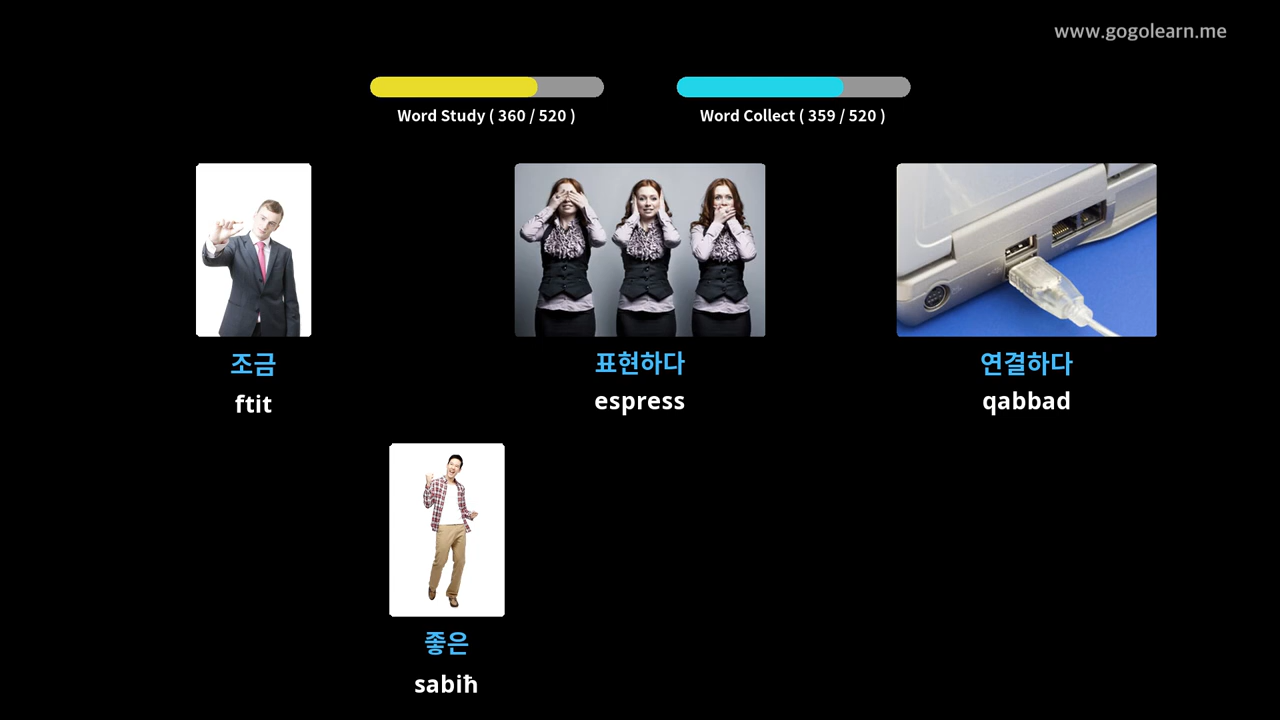 www.gogolearn.me
Word Study ( 360 / 520 )
Word Collect ( 359 / 520 )
조금
ftit
표현하다
espress
연결하다
qabbad
좋은
sabiħ